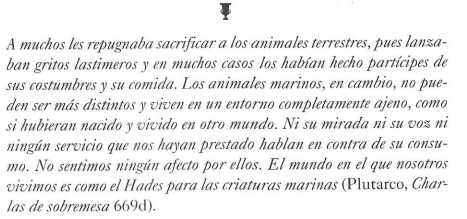 A muchos les repugnaba sacrificar a los animales terrestres, pues lanza-
ban gritos lastimeros y en muchos casos los habían hecho partícipes de
sus costumbres y su comida. Los animales marinos, en cambio, no pue-
den ser más distintos y viven en un entorno completamente ajeno, como
si hubieran nacido y vivido en otro mundo. Ni su mirada ni su voz ni
ningún servicio que nos hayan prestado hablan en contra de su consu-
mo. No sentimos ningún afecto por ellos. El mundo en el que nosotros
vivimos es como el Hades para las criaturas marinas (Plutarco, Char-
las de sobremesa 669d).